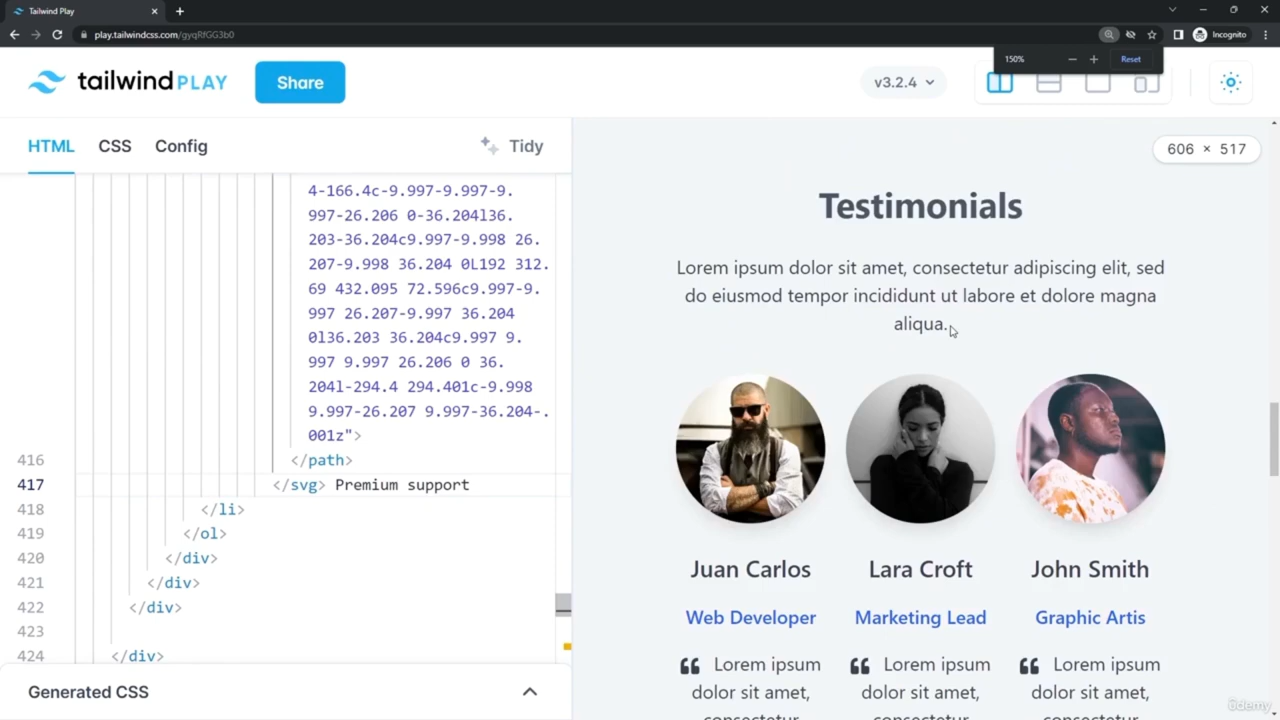 Tailwind Play
play.tailwindcss.com/gyqRfGG3b0
Incognito
150%
Reset
tailwind PLAY
Share
v3.2.4
HTML
CSS
Config
Tidy
606 × 517
4-166.4c-9.997-9.997-9.
997-26.206 0-36.204l36.
203-36.204c9.997-9.998 26.
207-9.998 36.204 0L192 312.
69 432.095 72.596c9.997-9.
997 26.207-9.997 36.204
0l36.203 36.204c9.997 9.
997 9.997 26.206 0 36.
204l-294.4 294.401c-9.998
9.997-26.207 9.997-36.204-.
001z">
416 </path>
417 </svg> Premium support
418 </li>
419 </ol>
420 </div>
421 </div>
422 </div>
423
424 </div>
Generated CSS
Testimonials
Lorem ipsum dolor sit amet, consectetur adipiscing elit, sed
do eiusmod tempor incididunt ut labore et dolore magna
aliqua.
Juan Carlos
Web Developer
“ Lorem ipsum
dolor sit amet,
consectetur
Lara Croft
Marketing Lead
“ Lorem ipsum
dolor sit amet,
consectetur
John Smith
Graphic Artis
“ Lorem ipsum
dolor sit amet,
consectetur
ûdemy